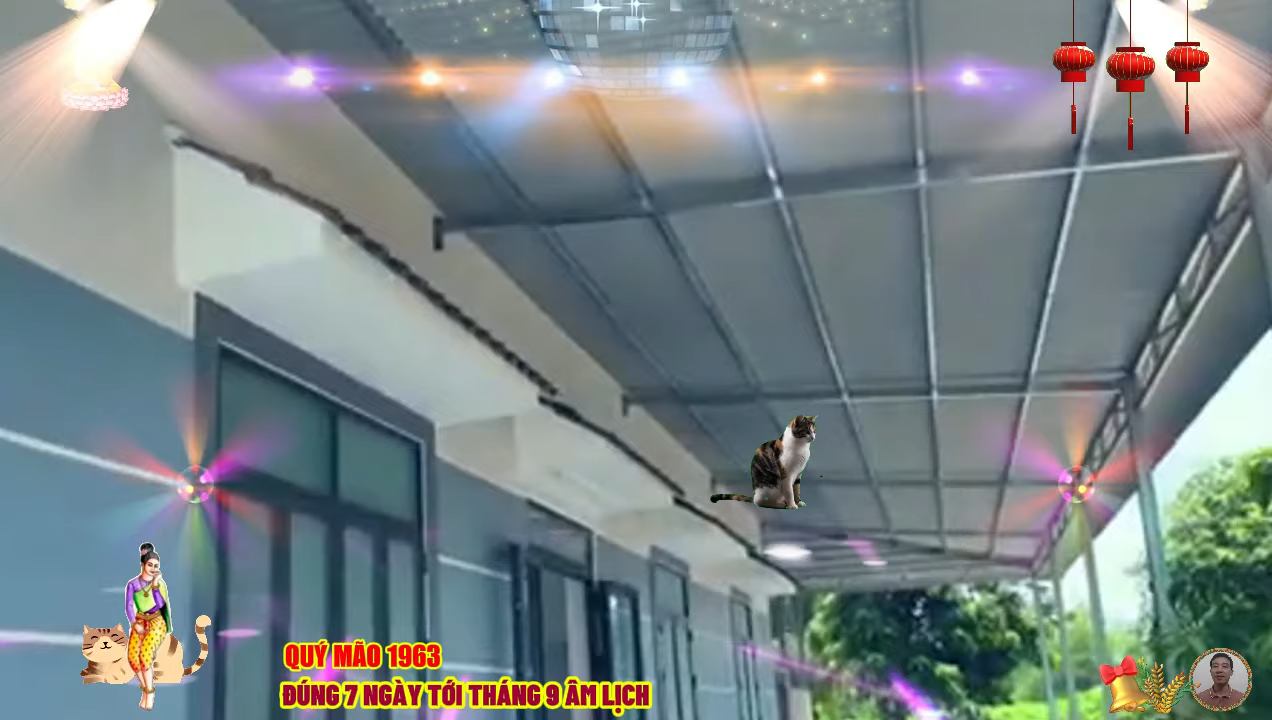 QUÝ MÃO 1963
ĐÚNG 7 NGÀY TỚI THÁNG 9 ÂM LỊCH